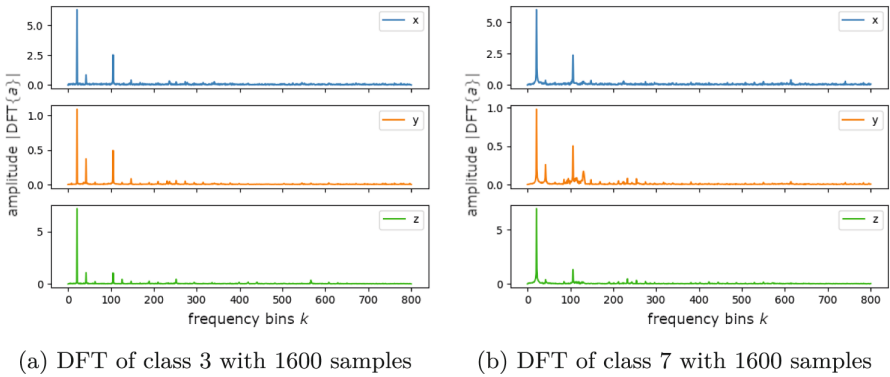 amplitude |DFT{a}|
5.0
2.5
0.0
x
1.0
0.5
0.0
y
5
0
z
0 100 200 300 400 500 600 700 800
frequency bins k
(a) DFT of class 3 with 1600 samples
amplitude |DFT{a}|
5.0
2.5
0.0
x
1.0
0.5
0.0
y
5
0
z
0 100 200 300 400 500 600 700 800
frequency bins k
(b) DFT of class 7 with 1600 samples